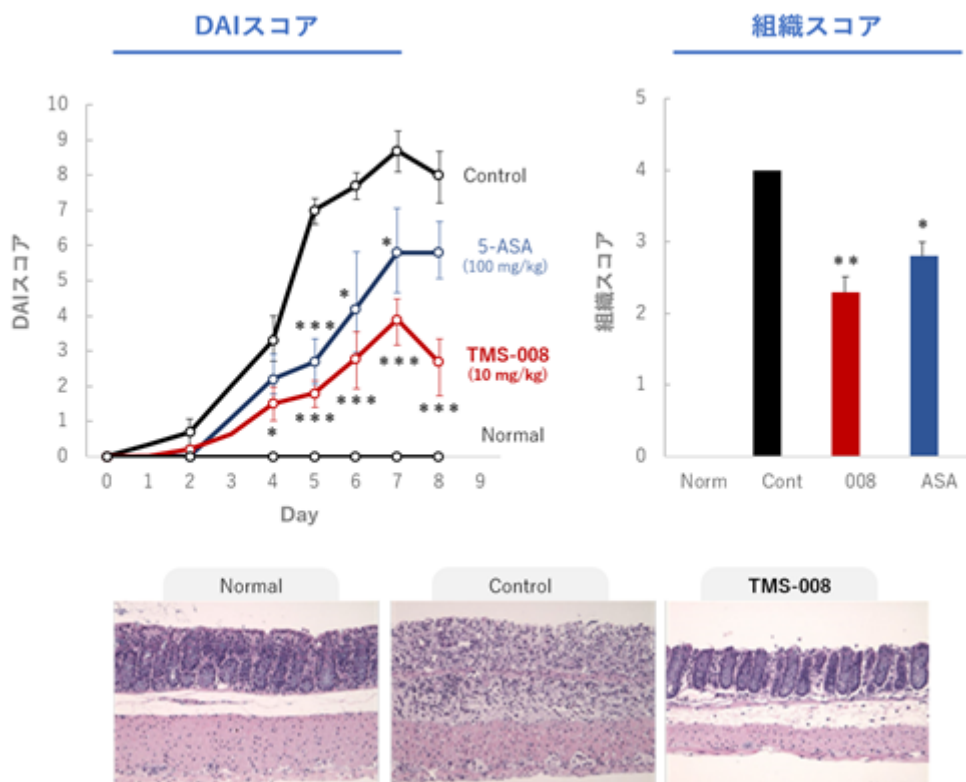 DAIスコア
組織スコア
DAIスコア
10
9
8
7
6
5
4
3
2
1
0
Control
5-ASA
(100 mg/kg)
TMS-008
(10 mg/kg)
Normal
*
***
*
*
*
***
***
***
***
0 1 2 3 4 5 6 7 8 9
Day
組織スコア
5
4
3
2
1
0
**
*
Norm Cont 008 ASA
Normal
Control
TMS-008